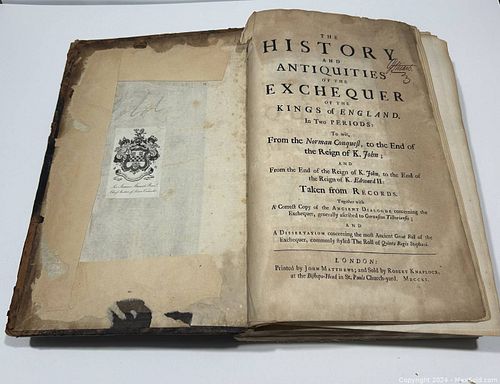 THE
HISTORY
AND
ANTIQUITIES
OF THE
EXCHEQUER
OF THE
KINGS of ENGLAND,
In Two PERIODS:
To wit,
From the Norman Conquest, to the End of
the Reign of K. John;
AND
From the End of the Reign of K. John, to the End of
the Reign of K. Edward II:
Taken from RECORDS.
Together with
A Correct Copy of the ANCIENT DIALOGUE concerning the
Exchequer, generally ascribed to Gervasius Tilburiensis;
AND
A DISSERTATION concerning the most Ancient Great Roll of the
Exchequer, commonly styled The Roll of Quinto Regis Stephani.
LONDON:
Printed by JOHN MATTHEWS; and Sold by ROBERT KNAPLOCK,
at the Bishops-Head in St. Pauls Church-yard. MDCCXI.
Copyright 2024 - MaxSold.com